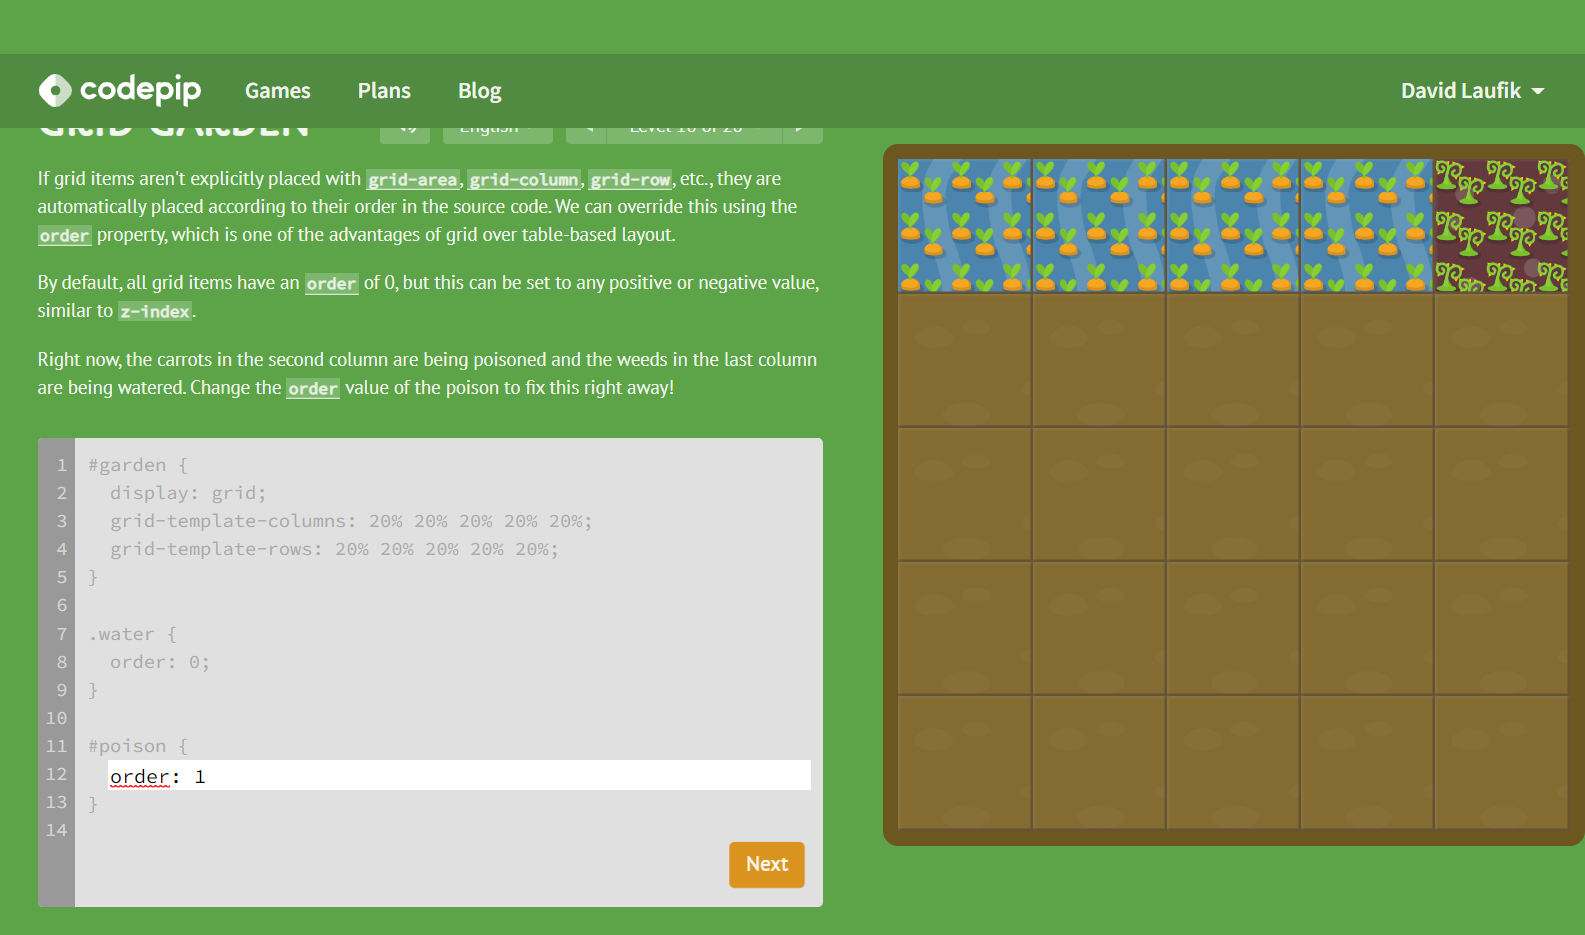 codepip
Games
Plans
Blog
David Laufik
GRID GARDEN
English
Level 16 of 28
If grid items aren't explicitly placed with grid-area, grid-column, grid-row, etc., they are
automatically placed according to their order in the source code. We can override this using the
order property, which is one of the advantages of grid over table-based layout.
By default, all grid items have an order of 0, but this can be set to any positive or negative value,
similar to z-index.
Right now, the carrots in the second column are being poisoned and the weeds in the last column
are being watered. Change the order value of the poison to fix this right away!
1 #garden {
2 display: grid;
3 grid-template-columns: 20% 20% 20% 20% 20%;
4 grid-template-rows: 20% 20% 20% 20% 20%;
5 }
6
7 .water {
8 order: 0;
9 }
10
11 #poison {
12 order: 1
13 }
14
Next